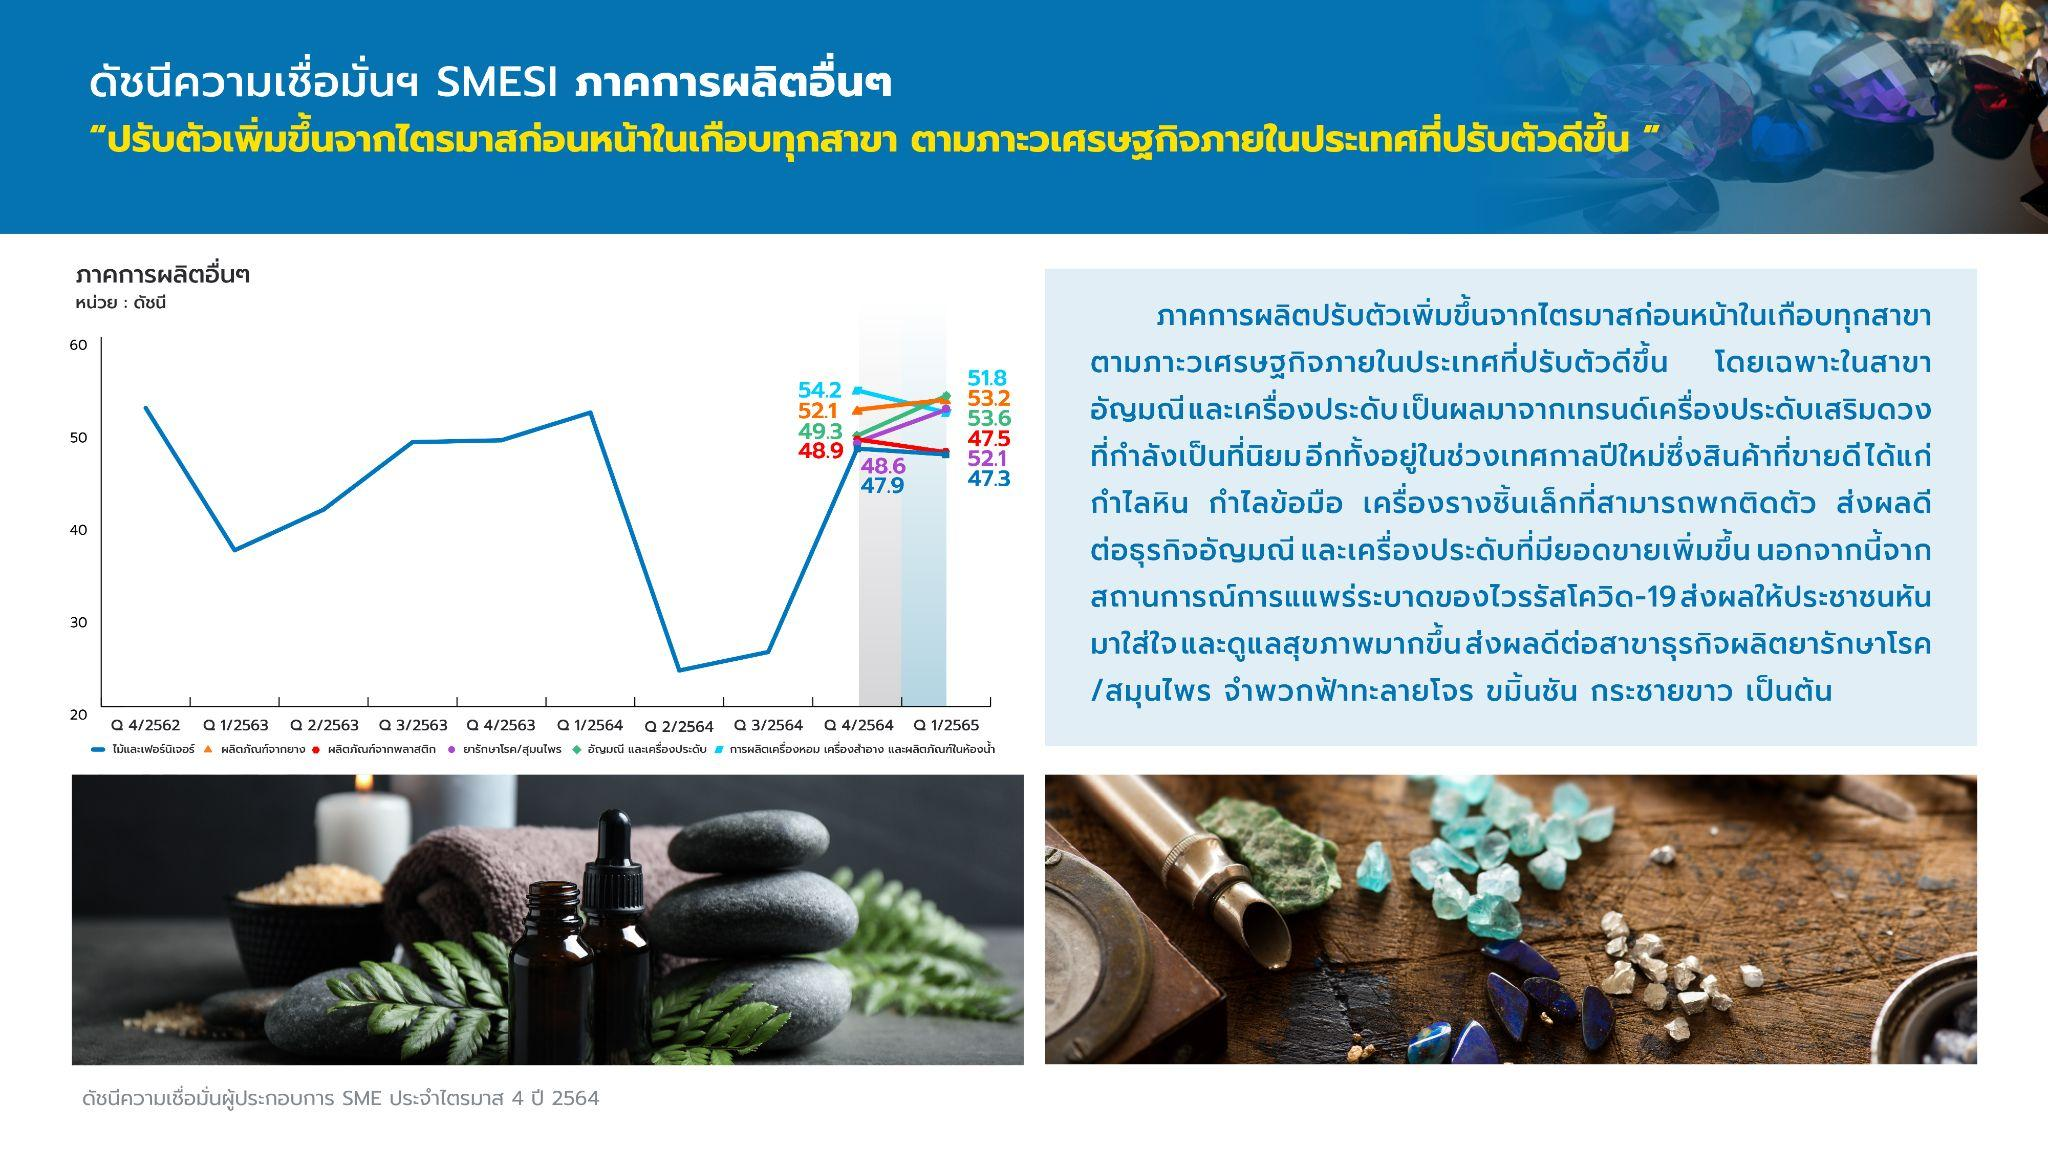 ดัชนีความเชื่อมั่นฯ SMESI ภาคการผลิตอื่นๆ
“ปรับตัวเพิ่มขึ้นจากไตรมาสก่อนหน้าในเกือบทุกสาขา ตามภาะวเศรษฐกิจภายในประเทศที่ปรับตัวดีขึ้น “
ภาคการผลิตอื่นๆ
หน่วย : ดัชนี
60
50
40
30
20
54.2
52.1
49.3
48.9
48.6
47.9
51.8
53.2
53.6
47.5
52.1
47.3
Q 4/2562 Q 1/2563 Q 2/2563 Q 3/2563 Q 4/2563 Q 1/2564 Q 2/2564 Q 3/2564 Q 4/2564 Q 1/2565
ไม้และเฟอร์นิเจอร์ ผลิตภัณฑ์จากยาง ผลิตภัณฑ์จากพลาสติก ยารักษาโรค/สุมนไพร อัญมณี และเครื่องประดับ การผลิตเครื่องหอม เครื่องสำอาง และผลิตภัณฑ์ในห้องน้ำ
ภาคการผลิตปรับตัวเพิ่มขึ้นจากไตรมาสก่อนหน้าในเกือบทุกสาขา
ตามภาะวเศรษฐกิจภายในประเทศที่ปรับตัวดีขึ้น โดยเฉพาะในสาขา
อัญมณีและเครื่องประดับเป็นผลมาจากเทรนด์เครื่องประดับเสริมดวง
ที่กำลังเป็นที่นิยมอีกทั้งอยู่ในช่วงเทศกาลปีใหม่ซึ่งสินค้าที่ขายดีได้แก่
กำไลหิน กำไลข้อมือ เครื่องรางชิ้นเล็กที่สามารถพกติดตัว ส่งผลดี
ต่อธุรกิจอัญมณี และเครื่องประดับที่มียอดขายเพิ่มขึ้น นอกจากนี้จาก
สถานการณ์การแแพร่ระบาดของไวรรัสโควิด-19 ส่งผลให้ประชาชนหัน
มาใส่ใจและดูแลสุขภาพมากขึ้นส่งผลดีต่อสาขาธุรกิจผลิตยารักษาโรค
/สมุนไพร จำพวกฟ้าทะลายโจร ขมิ้นชัน กระชายขาว เป็นต้น
ดัชนีความเชื่อมั่นผู้ประกอบการ SME ประจำไตรมาส 4 ปี 2564